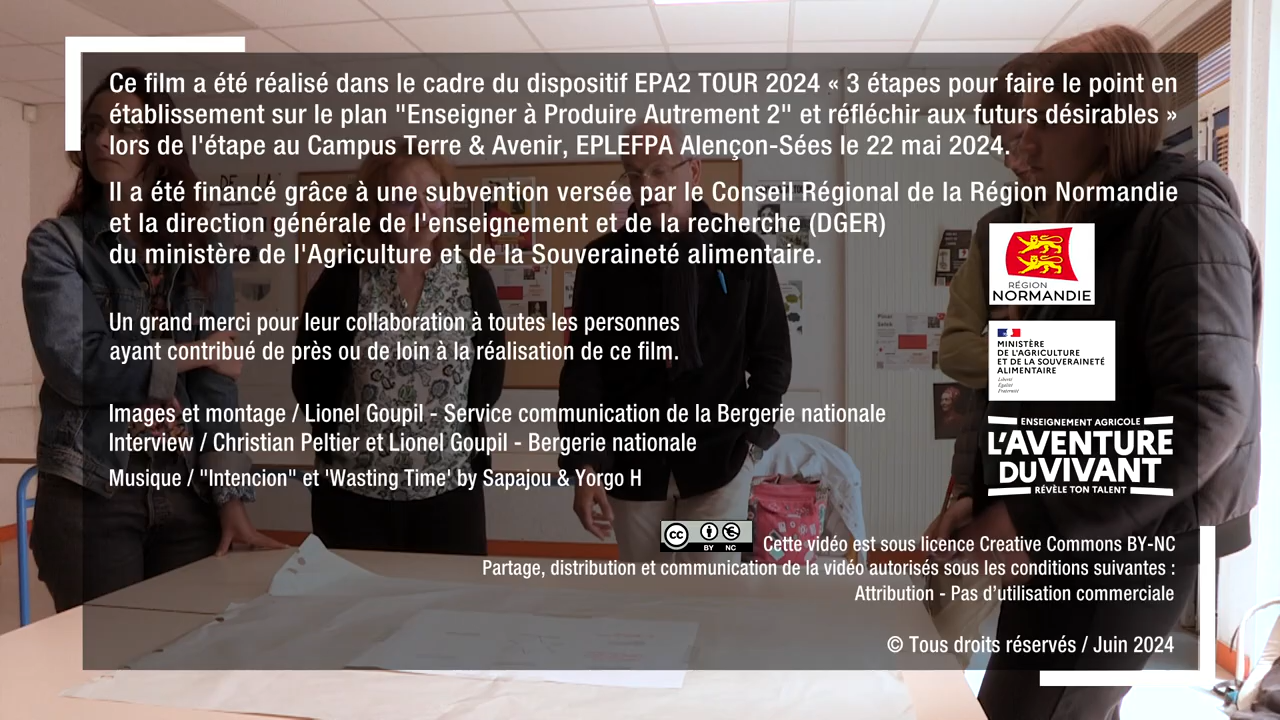 Ce film a été réalisé dans le cadre du dispositif EPA2 TOUR 2024 « 3 étapes pour faire le point en
établissement sur le plan "Enseigner à Produire Autrement 2" et réfléchir aux futurs désirables »
lors de l'étape au Campus Terre & Avenir, EPLEFPA Alençon-Sées le 22 mai 2024.
Il a été financé grâce à une subvention versée par le Conseil Régional de la Région Normandie
et la direction générale de l'enseignement et de la recherche (DGER)
du ministère de l'Agriculture et de la Souveraineté alimentaire.
RÉGION
NORMANDIE
Un grand merci pour leur collaboration à toutes les personnes
ayant contribué de près ou de loin à la réalisation de ce film.
MINISTÈRE
DE L'AGRICULTURE
ET DE LA SOUVERAINETÉ
ALIMENTAIRE
Liberté
Égalité
Fraternité
Images et montage / Lionel Goupil - Service communication de la Bergerie nationale
Interview / Christian Peltier et Lionel Goupil - Bergerie nationale
Musique / "Intencion" et 'Wasting Time' by Sapajou & Yorgo H
ENSEIGNEMENT AGRICOLE
L'AVENTURE
DU VIVANT
RÉVÈLE TON TALENT
cc BY NC
Cette vidéo est sous licence Creative Commons BY-NC
Partage, distribution et communication de la vidéo autorisés sous les conditions suivantes :
Attribution - Pas d'utilisation commerciale
© Tous droits réservés / Juin 2024